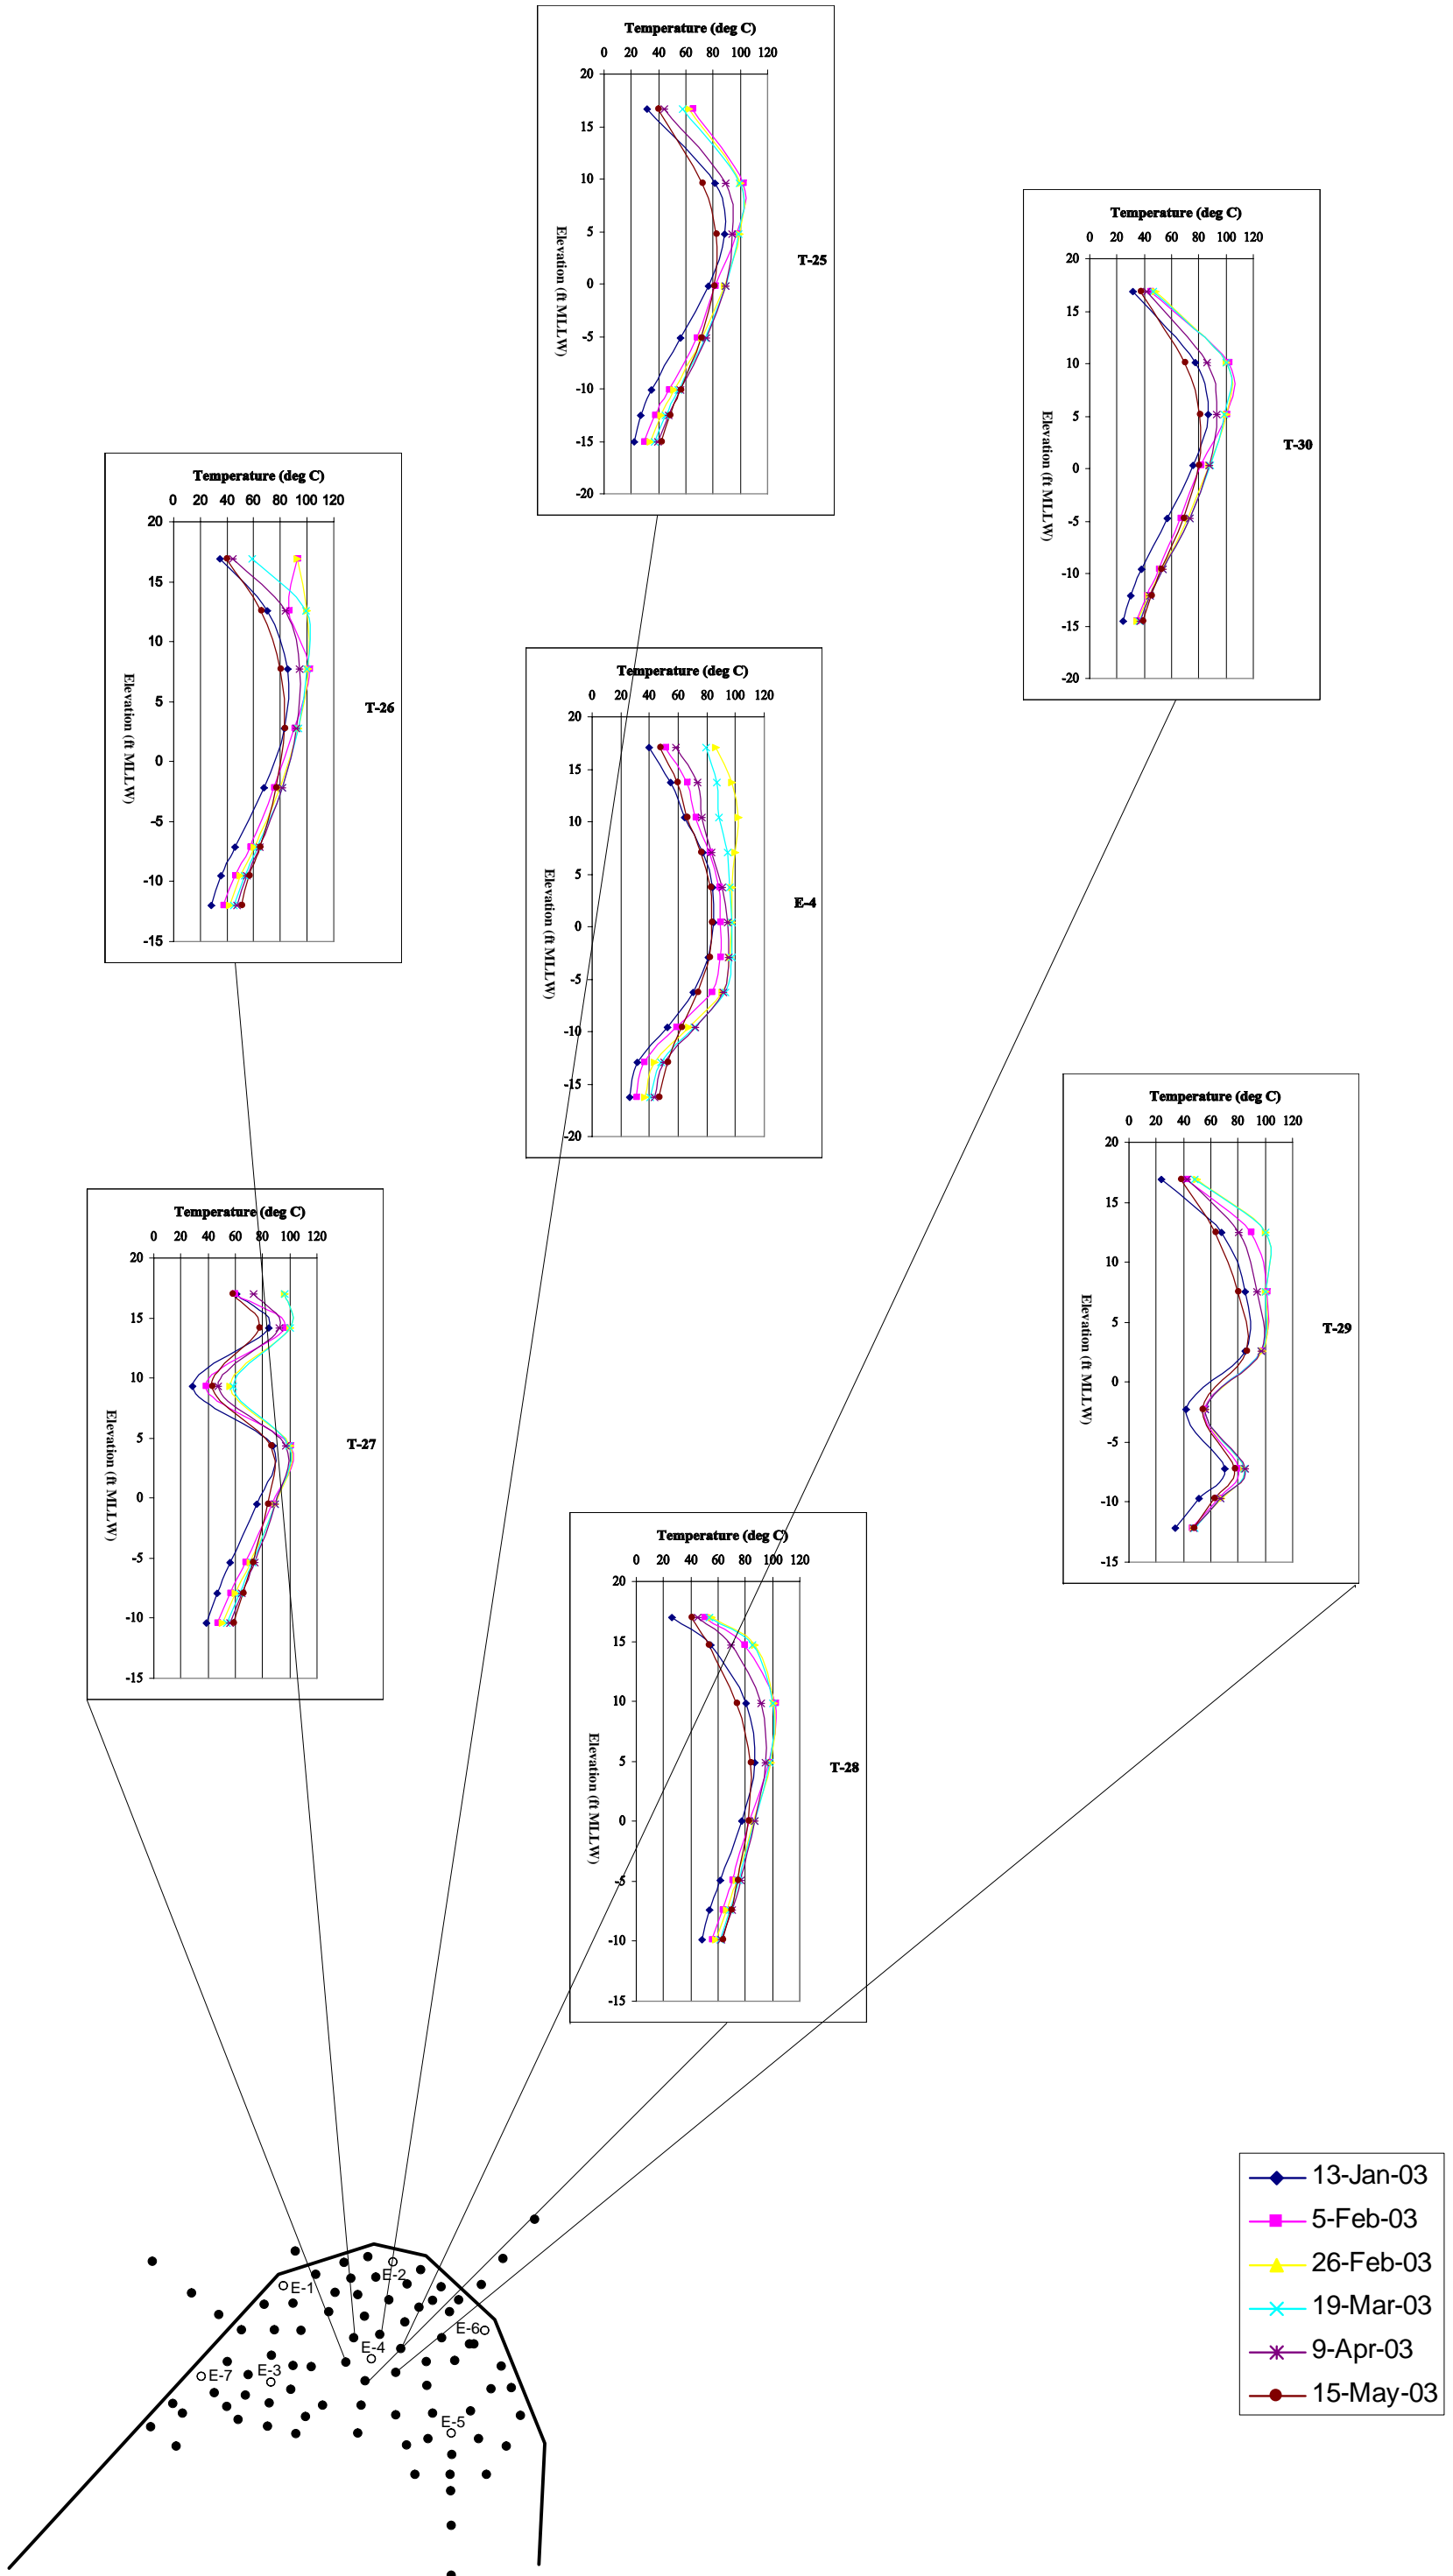 Temperature (deg C)
0 20 40 60 80 100 120
20
15
10
5
0
-5
-10
-15
-20
Elevation (ft MLLW)
T-25
Temperature (deg C)
0 20 40 60 80 100 120
20
15
10
5
0
-5
-10
-15
-20
Elevation (ft MLLW)
T-30
Temperature (deg C)
0 20 40 60 80 100 120
20
15
10
5
0
-5
-10
-15
Elevation (ft MLLW)
T-26
Temperature (deg C)
0 20 40 60 80 100 120
20
15
10
5
0
-5
-10
-15
-20
Elevation (ft MLLW)
E-4
Temperature (deg C)
0 20 40 60 80 100 120
20
15
10
5
0
-5
-10
-15
Elevation (ft MLLW)
T-29
Temperature (deg C)
0 20 40 60 80 100 120
20
15
10
5
0
-5
-10
-15
Elevation (ft MLLW)
T-27
Temperature (deg C)
0 20 40 60 80 100 120
20
15
10
5
0
-5
-10
-15
Elevation (ft MLLW)
T-28
13-Jan-03
5-Feb-03
26-Feb-03
19-Mar-03
9-Apr-03
15-May-03
E-2
E-1
E-6
E-4
E-3
E-7
E-5